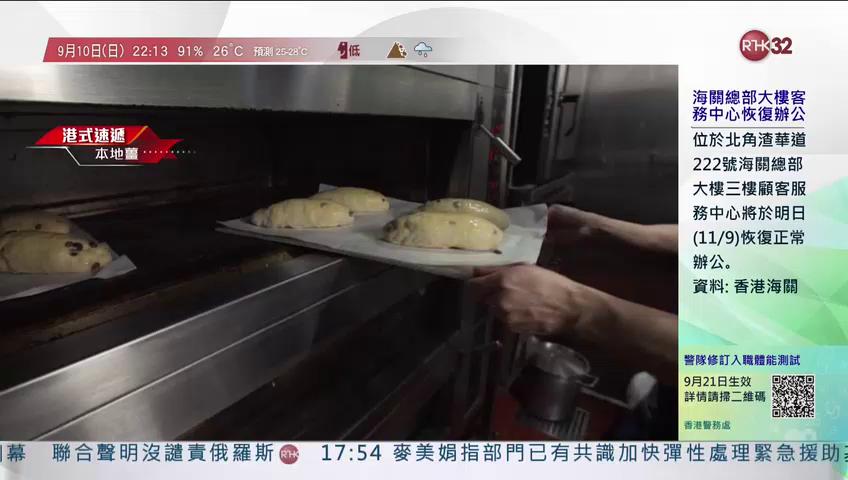 9月10日(日) 22:13 91% 26°C 預測 25-28°C 低
RTHK 32
港式速遞
本地薑
海關總部大樓客
務中心恢復辦公
位於北角渣華道
222號海關總部
大樓三樓顧客服
務中心將於明日
(11/9)恢復正常
辦公。
資料: 香港海關
警隊修訂入職體能測試
9月21日生效
詳情請掃二維碼
香港警務處
幕 聯合聲明沒譴責俄羅斯 RTHK 17:54 麥美娟指部門已有共識加快彈性處理緊急援助